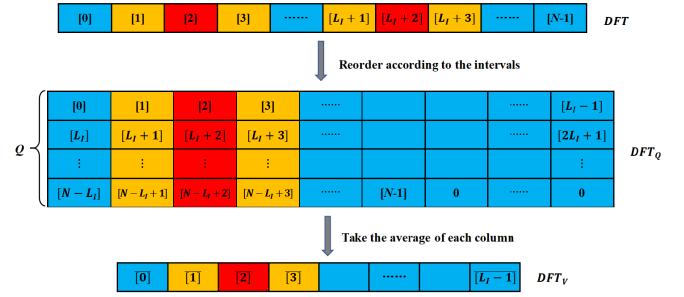 [0] [1] [2] [3] ...... [L_I + 1] [L_I + 2] [L_I + 3] ...... [N-1] DFT
Reorder according to the intervals
[0] [1] [2] [3] ...... ...... [L_I − 1]
[L_I] [L_I + 1] [L_I + 2] [L_I + 3] ...... ...... [2L_I + 1]
Q DFT_Q
⋮ ⋮ ⋮ ⋮ ...... ...... ⋮
[N − L_I] [N − L_I + 1] [N − L_I + 2] [N − L_I + 3] ...... [N-1] 0 ...... 0
Take the average of each column
[0̅] [1̅] [2̅] [3̅] ...... [L_I − 1] DFT_V